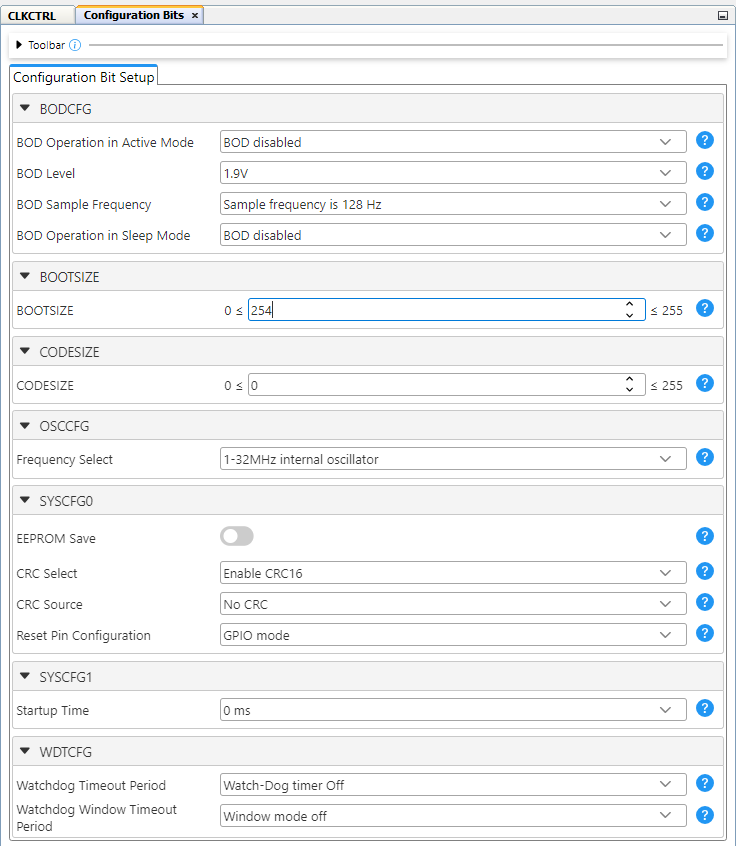 CLKCTRL Configuration Bits ×
Toolbar
Configuration Bit Setup
BODCFG
BOD Operation in Active Mode BOD disabled ?
BOD Level 1.9V ?
BOD Sample Frequency Sample frequency is 128 Hz ?
BOD Operation in Sleep Mode BOD disabled ?
BOOTSIZE
BOOTSIZE 0 ≤ 254 ≤ 255 ?
CODESIZE
CODESIZE 0 ≤ 0 ≤ 255 ?
OSCCFG
Frequency Select 1-32MHz internal oscillator ?
SYSCFG0
EEPROM Save ?
CRC Select Enable CRC16 ?
CRC Source No CRC ?
Reset Pin Configuration GPIO mode ?
SYSCFG1
Startup Time 0 ms ?
WDTCFG
Watchdog Timeout Period Watch-Dog timer Off ?
Watchdog Window Timeout
Period Window mode off ?